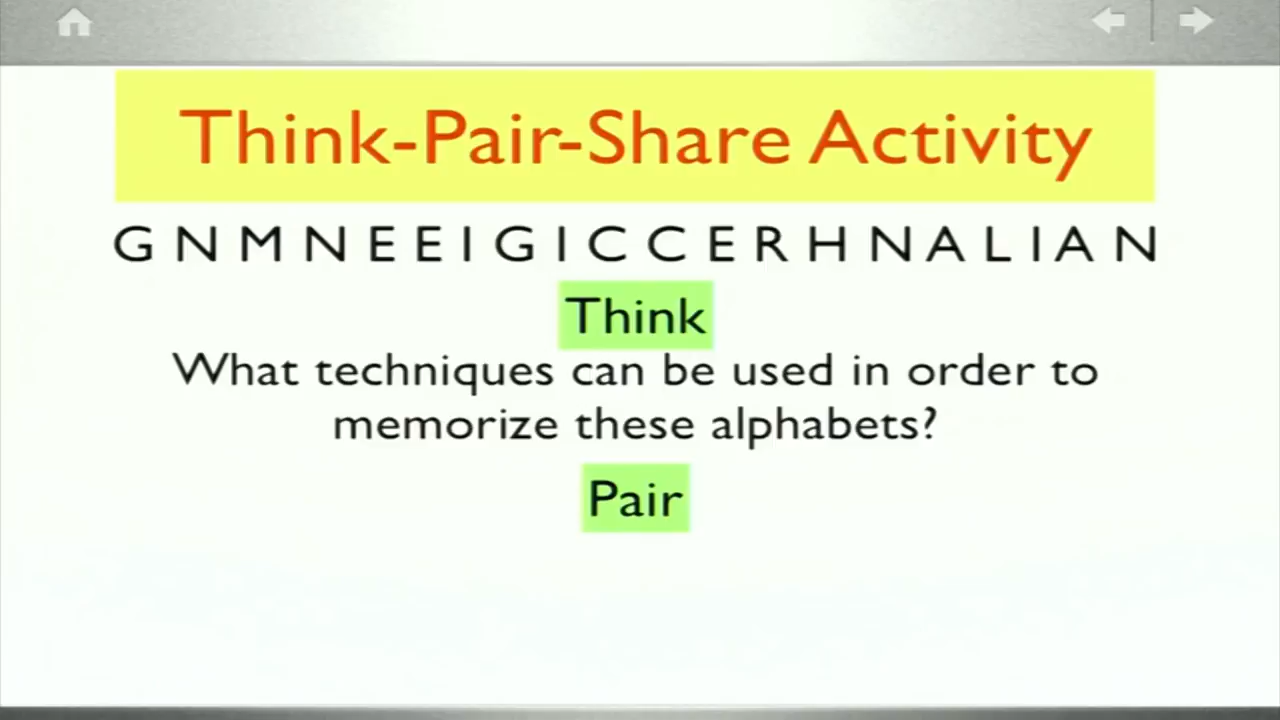 Think-Pair-Share Activity
G N M N E E I G I C C E R H N A L I A N
Think
What techniques can be used in order to
memorize these alphabets?
Pair